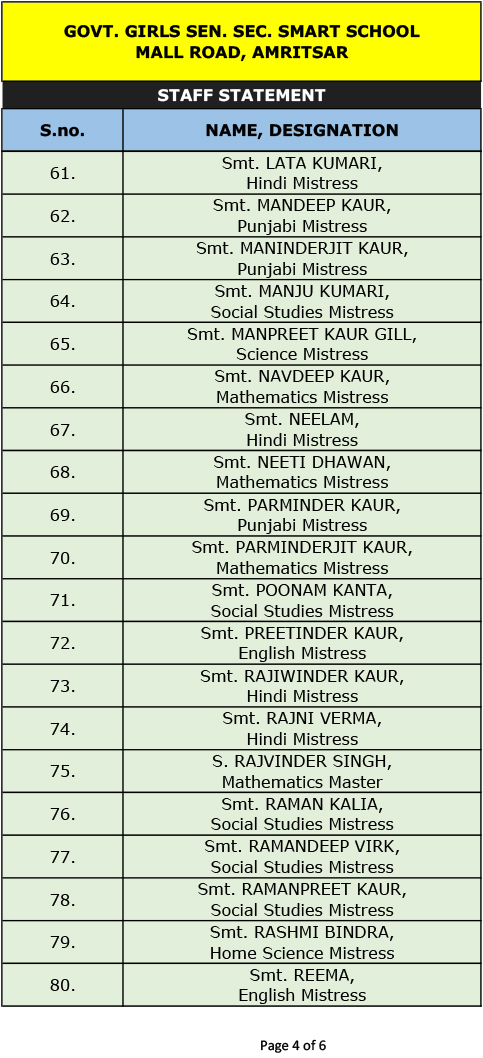 GOVT. GIRLS SEN. SEC. SMART SCHOOL
MALL ROAD, AMRITSAR
STAFF STATEMENT
S.no. NAME, DESIGNATION
61. Smt. LATA KUMARI,
Hindi Mistress
62. Smt. MANDEEP KAUR,
Punjabi Mistress
63. Smt. MANINDERJIT KAUR,
Punjabi Mistress
64. Smt. MANJU KUMARI,
Social Studies Mistress
65. Smt. MANPREET KAUR GILL,
Science Mistress
66. Smt. NAVDEEP KAUR,
Mathematics Mistress
67. Smt. NEELAM,
Hindi Mistress
68. Smt. NEETI DHAWAN,
Mathematics Mistress
69. Smt. PARMINDER KAUR,
Punjabi Mistress
70. Smt. PARMINDERJIT KAUR,
Mathematics Mistress
71. Smt. POONAM KANTA,
Social Studies Mistress
72. Smt. PREETINDER KAUR,
English Mistress
73. Smt. RAJIWINDER KAUR,
Hindi Mistress
74. Smt. RAJNI VERMA,
Hindi Mistress
75. S. RAJVINDER SINGH,
Mathematics Master
76. Smt. RAMAN KALIA,
Social Studies Mistress
77. Smt. RAMANDEEP VIRK,
Social Studies Mistress
78. Smt. RAMANPREET KAUR,
Social Studies Mistress
79. Smt. RASHMI BINDRA,
Home Science Mistress
80. Smt. REEMA,
English Mistress
Page 4 of 6